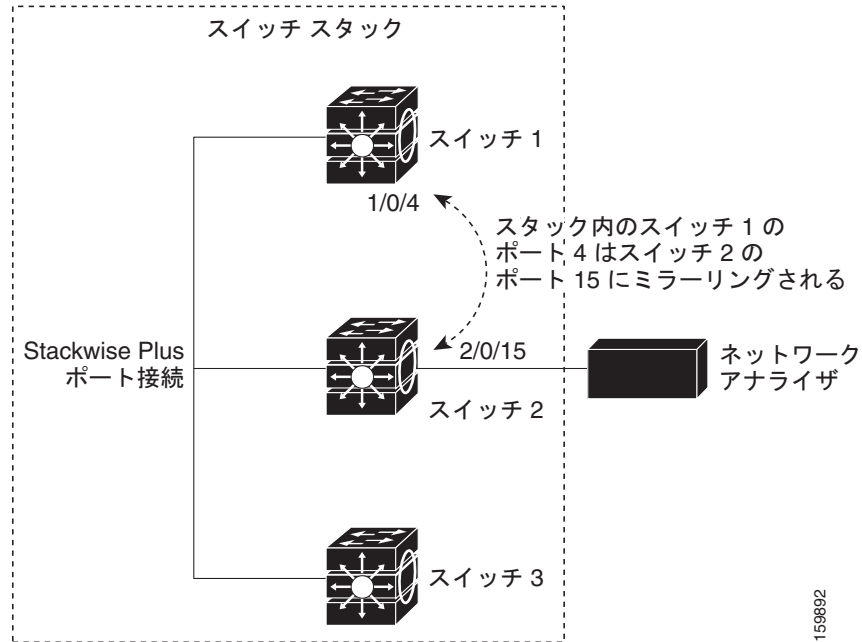 スイッチ スタック
スイッチ 1
1/0/4
スタック内のスイッチ 1 の
ポート 4 はスイッチ 2 の
ポート 15 にミラーリングされる
Stackwise Plus
ポート接続
2/0/15
スイッチ 2
ネットワーク
アナライザ
スイッチ 3
159892